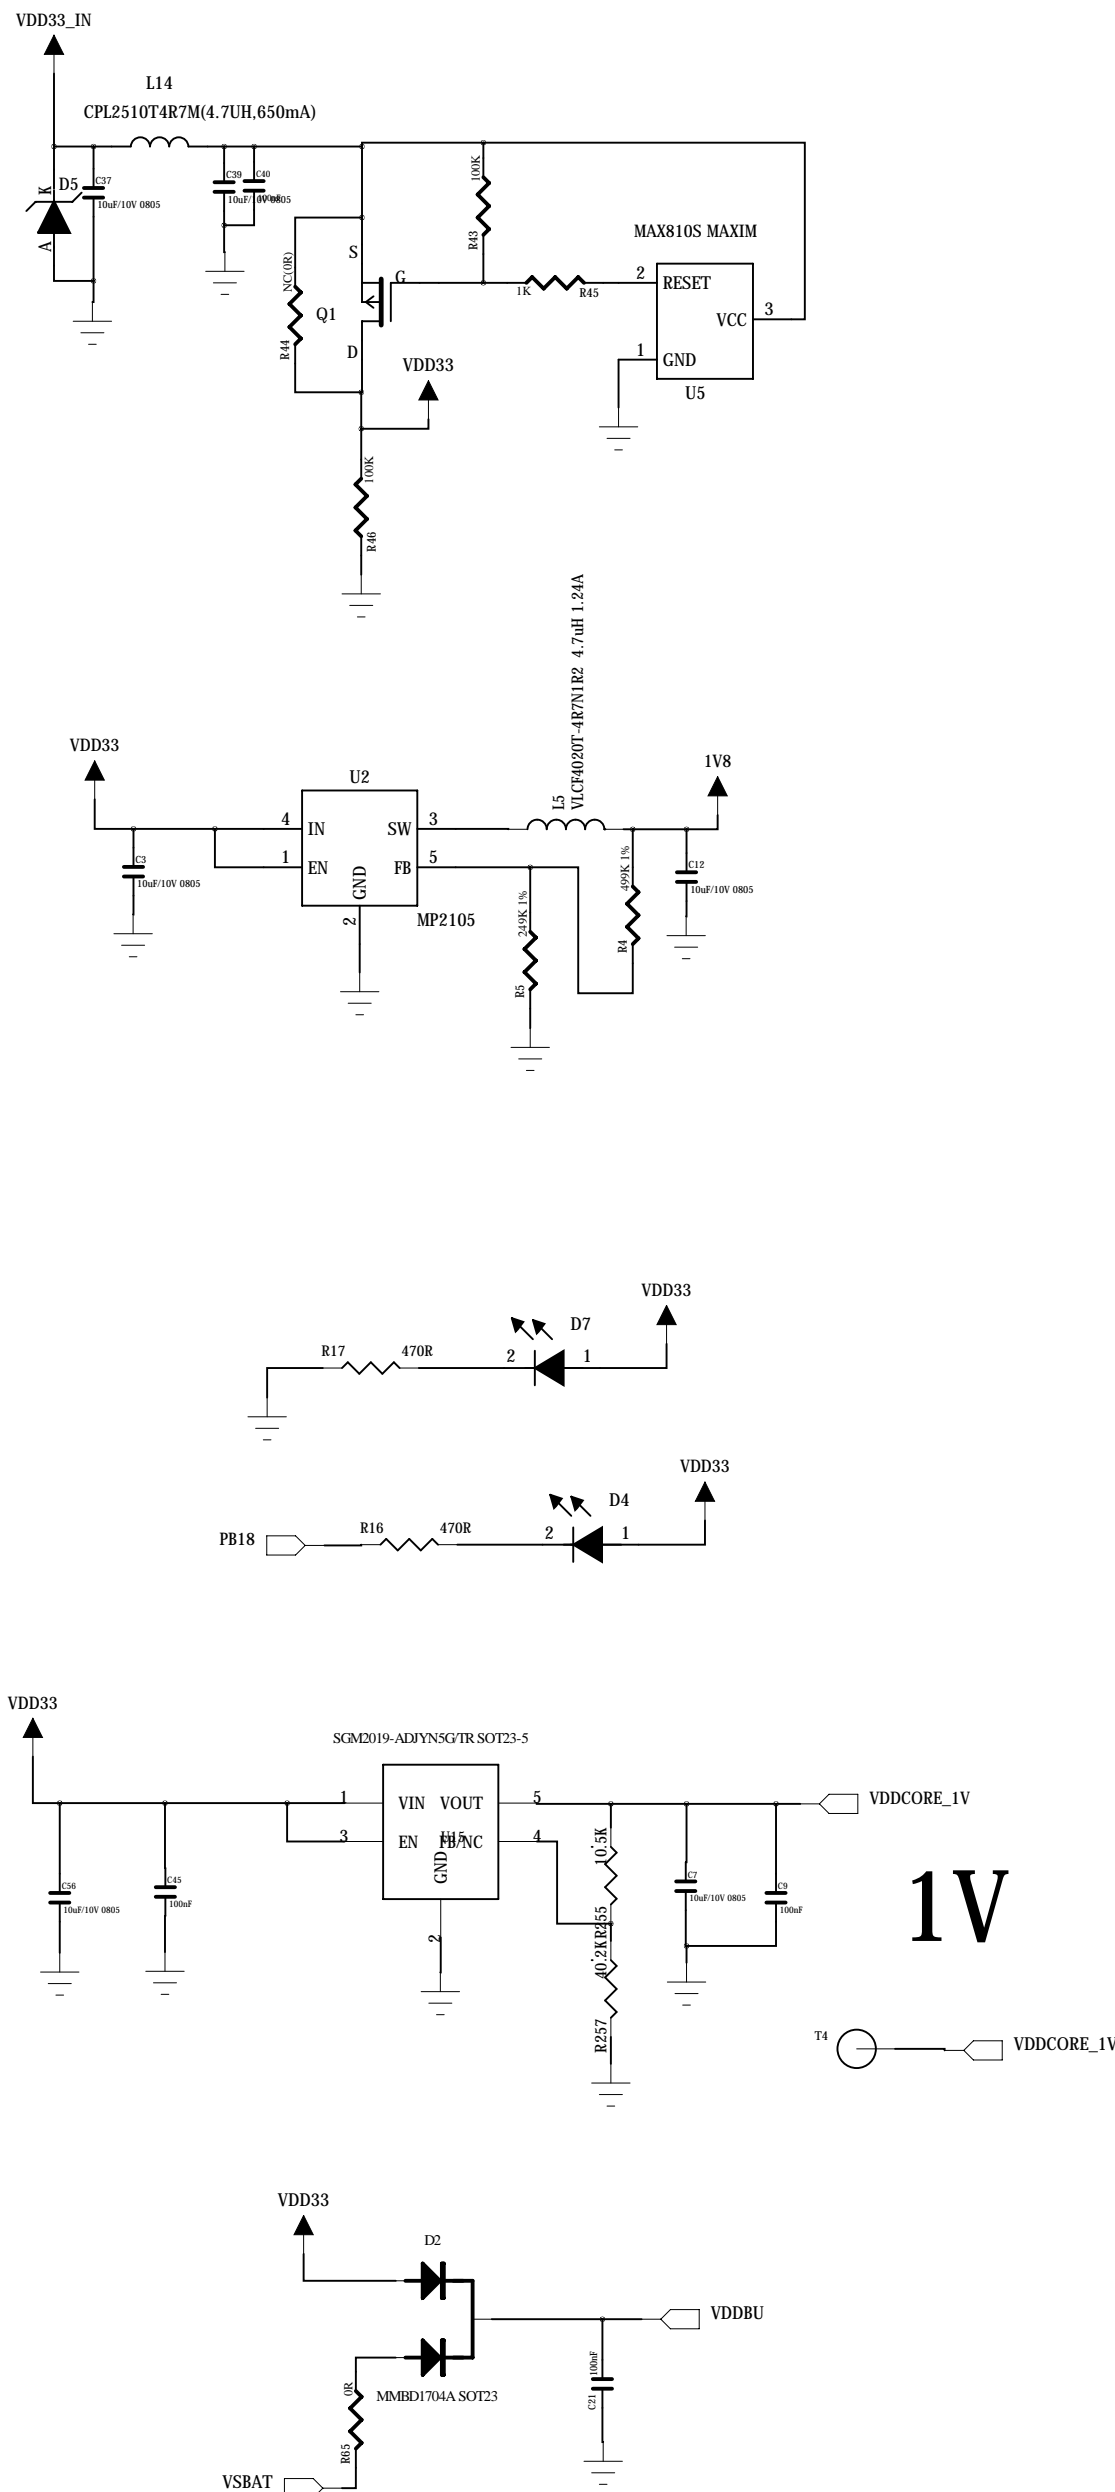 VDD33_IN
L14
CPL2510T4R7M(4.7UH,650mA)
K
D5
A
C37
10uF/10V 0805
C39
10uF/10V 0805
C40
100nF
100K
R43
MAX810S MAXIM
S
G
Q1
D
NC(0R)
R44
1K
R45
2
RESET
VCC
3
1
GND
U5
VDD33
100K
R46
VDD33
U2
4
IN
SW
3
1
EN
FB
5
GND
2
MP2105
C3
10uF/10V 0805
L5
VLCF4020T-4R7N1R2 4.7uH 1.24A
1V8
249K 1%
R5
499K 1%
R4
C12
10uF/10V 0805
VDD33
D7
R17
470R
2
1
VDD33
D4
PB18
R16
470R
2
1
VDD33
SGM2019-ADJYN5G/TR SOT23-5
1
VIN
VOUT
5
3
EN
FB/NC
4
U15
GND
2
C56
10uF/10V 0805
C45
100nF
10.5K
R255
40.2K
R257
C7
10uF/10V 0805
C9
100nF
VDDCORE_1V
1V
T4
VDDCORE_1V
VDD33
D2
MMBD1704A SOT23
VDDBU
100nF
C21
0R
R65
VSBAT